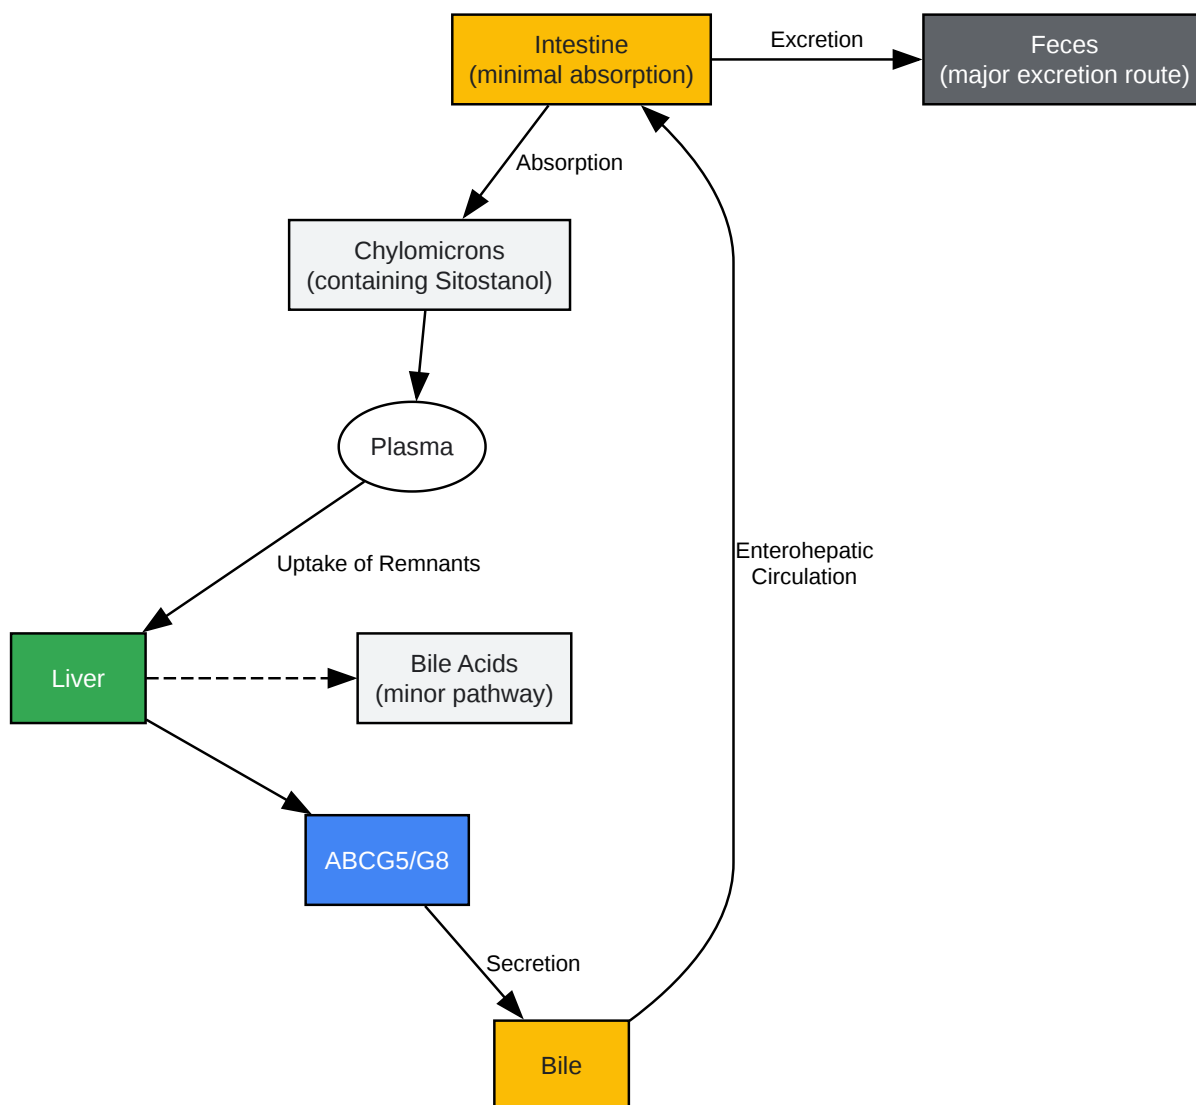 Intestine
(minimal absorption)
Excretion
Feces
(major excretion route)
Absorption
Chylomicrons
(containing Sitostanol)
Plasma
Uptake of Remnants
Enterohepatic
Circulation
Liver
Bile Acids
(minor pathway)
ABCG5/G8
Secretion
Bile